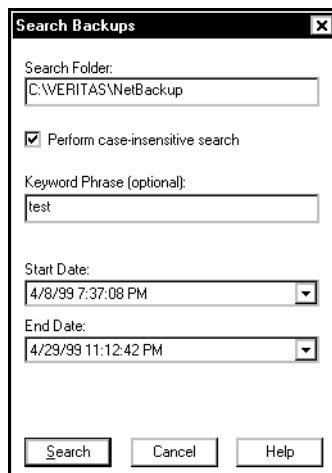 Search Backups
Search Folder:
C:\VERITAS\NetBackup
Perform case-insensitive search
Keyword Phrase (optional):
test
Start Date:
4/8/99 7:37:08 PM
End Date:
4/29/99 11:12:42 PM
Search Cancel Help